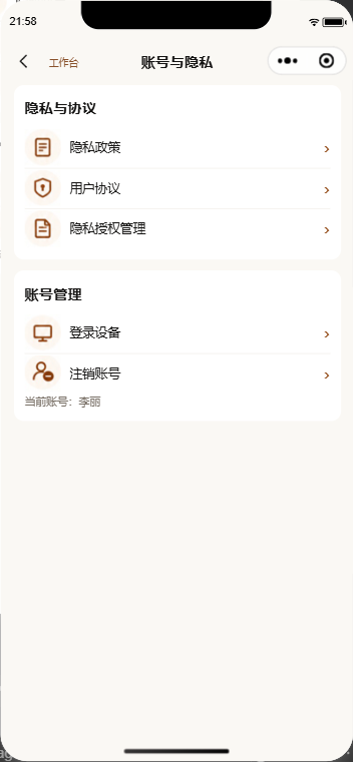 21:58
工作台
账号与隐私
隐私与协议
隐私政策
用户协议
隐私授权管理
账号管理
登录设备
注销账号
当前账号：李丽